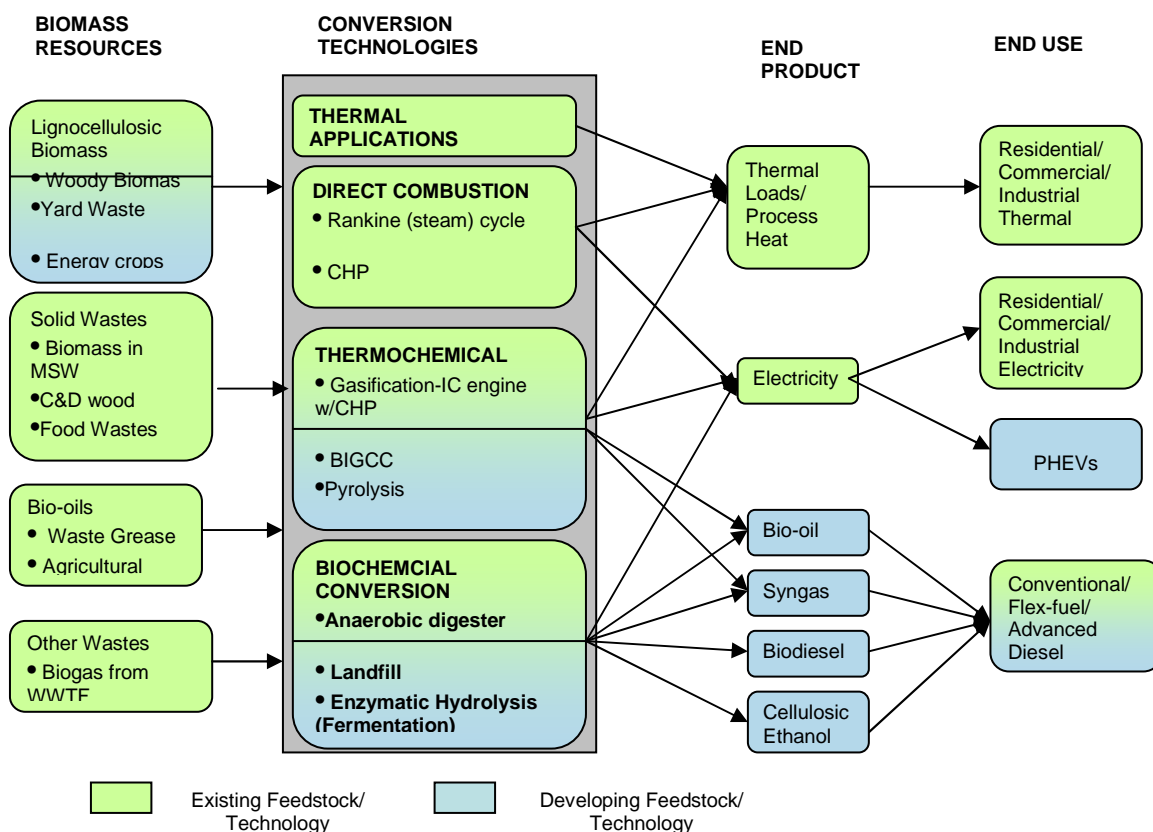 BIOMASS
RESOURCES
CONVERSION
TECHNOLOGIES
END
PRODUCT
END USE
Lignocellulosic
Biomass
• Woody Biomas
•Yard Waste
• Energy crops
Solid Wastes
• Biomass in
MSW
•C&D wood
•Food Wastes
Bio-oils
• Waste Grease
• Agricultural
Other Wastes
• Biogas from
WWTF
THERMAL
APPLICATIONS
DIRECT COMBUSTION
• Rankine (steam) cycle
• CHP
THERMOCHEMICAL
• Gasification-IC engine
w/CHP
• BIGCC
•Pyrolysis
BIOCHEMCIAL
CONVERSION
•Anaerobic digester
• Landfill
• Enzymatic Hydrolysis
(Fermentation)
Thermal
Loads/
Process
Heat
Electricity
Bio-oil
Syngas
Biodiesel
Cellulosic
Ethanol
Residential/
Commercial/
Industrial
Thermal
Residential/
Commercial/
Industrial
Electricity
PHEVs
Conventional/
Flex-fuel/
Advanced
Diesel
Existing Feedstock/
Technology
Developing Feedstock/
Technology